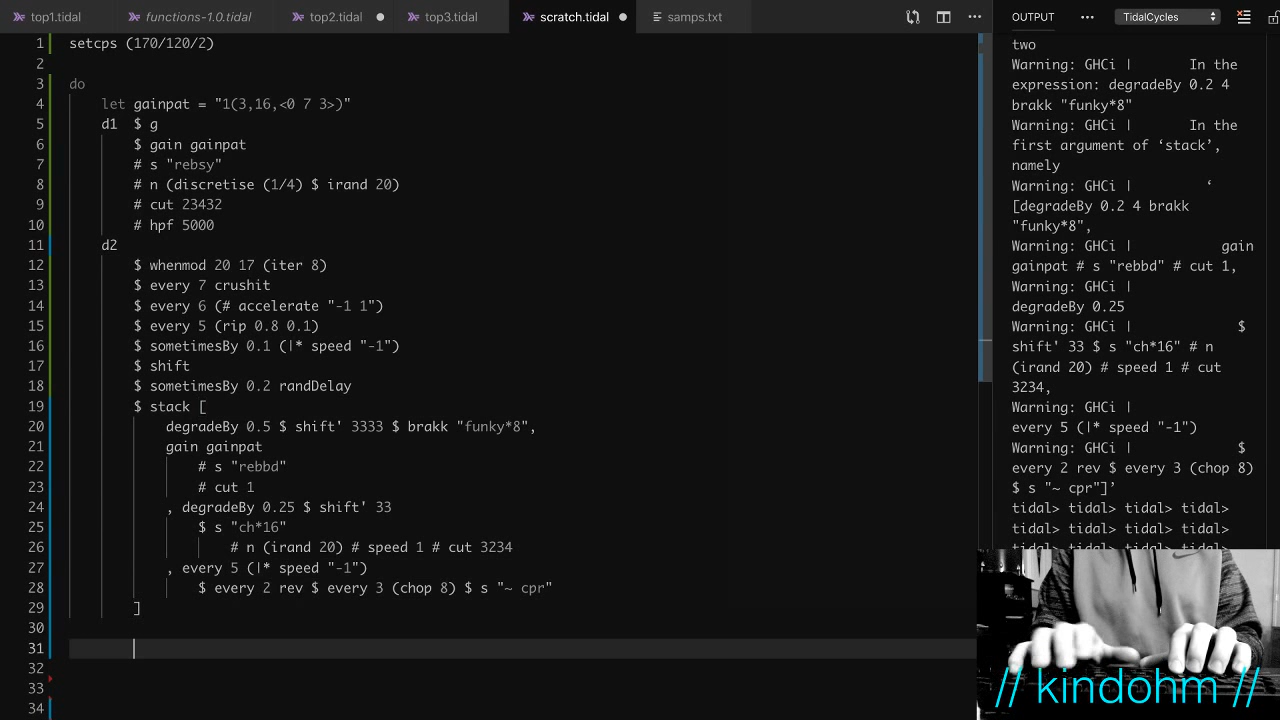 top1.tidal functions-1.0.tidal top2.tidal top3.tidal scratch.tidal samps.txt OUTPUT TidalCycles
1 setcps (170/120/2)
2
3 do
4 let gainpat = "1(3,16,<0 7 3>)"
5 d1 $ g
6 $ gain gainpat
7 # s "rebsy"
8 # n (discretise (1/4) $ irand 20)
9 # cut 23432
10 # hpf 5000
11 d2
12 $ whenmod 20 17 (iter 8)
13 $ every 7 crushit
14 $ every 6 (# accelerate "-1 1")
15 $ every 5 (rip 0.8 0.1)
16 $ sometimesBy 0.1 (|* speed "-1")
17 $ shift
18 $ sometimesBy 0.2 randDelay
19 $ stack [
20 degradeBy 0.5 $ shift' 3333 $ brakk "funky*8",
21 gain gainpat
22 # s "rebbd"
23 # cut 1
24 , degradeBy 0.25 $ shift' 33
25 $ s "ch*16"
26 # n (irand 20) # speed 1 # cut 3234
27 , every 5 (|* speed "-1")
28 $ every 2 rev $ every 3 (chop 8) $ s "~ cpr"
29 ]
30
31
32
33
34
two
Warning: GHCi | In the
expression: degradeBy 0.2 4
brakk "funky*8"
Warning: GHCi | In the
first argument of ‘stack’,
namely
Warning: GHCi | ‘
[degradeBy 0.2 4 brakk
"funky*8",
Warning: GHCi | gain
gainpat # s "rebbd" # cut 1,
Warning: GHCi |
degradeBy 0.25
Warning: GHCi | $
shift' 33 $ s "ch*16" # n
(irand 20) # speed 1 # cut
3234,
Warning: GHCi |
every 5 (|* speed "-1")
Warning: GHCi | $
every 2 rev $ every 3 (chop 8)
$ s "~ cpr"]’
tidal> tidal> tidal> tidal>
tidal> tidal> tidal> tidal>
tidal> tidal> tidal> tidal>
// kindohm //